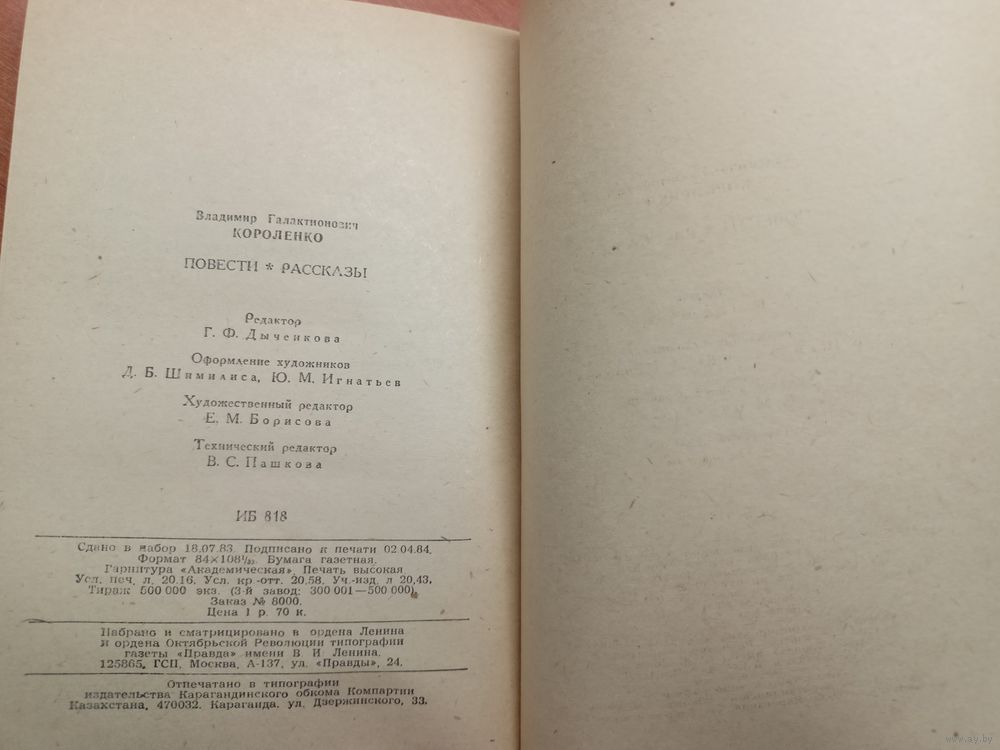 Владимир Галактионович
КОРОЛЕНКО
ПОВЕСТИ * РАССКАЗЫ
Редактор
Г. Ф. Дыченкова
Оформление художников
Д. Б. Шимилиса, Ю. М. Игнатьев
Художественный редактор
Е. М. Борисова
Технический редактор
В. С. Пашкова
ИБ 818
Сдано в набор 18.07.83. Подписано к печати 02.04.84.
Формат 84×108¹/₃₂. Бумага газетная.
Гарнитура «Академическая». Печать высокая
Усл. печ. л. 20.16. Усл. кр.-отт. 20.58. Уч.-изд. л 20,43.
Тираж 500 000 экз. (3-й завод: 300 001—500 000).
Заказ № 8000.
Цена 1 р. 70 к.
Набрано и сматрицировано в ордена Ленина
и ордена Октябрьской Революции типографии
газеты «Правда» имени В. И. Ленина.
125865, ГСП, Москва, А-137, ул. «Правды», 24.
Отпечатано в типографии
издательства Карагандинского обкома Компартии
Казахстана, 470032. Караганда. ул. Дзержинского, 33.
www.ay.by